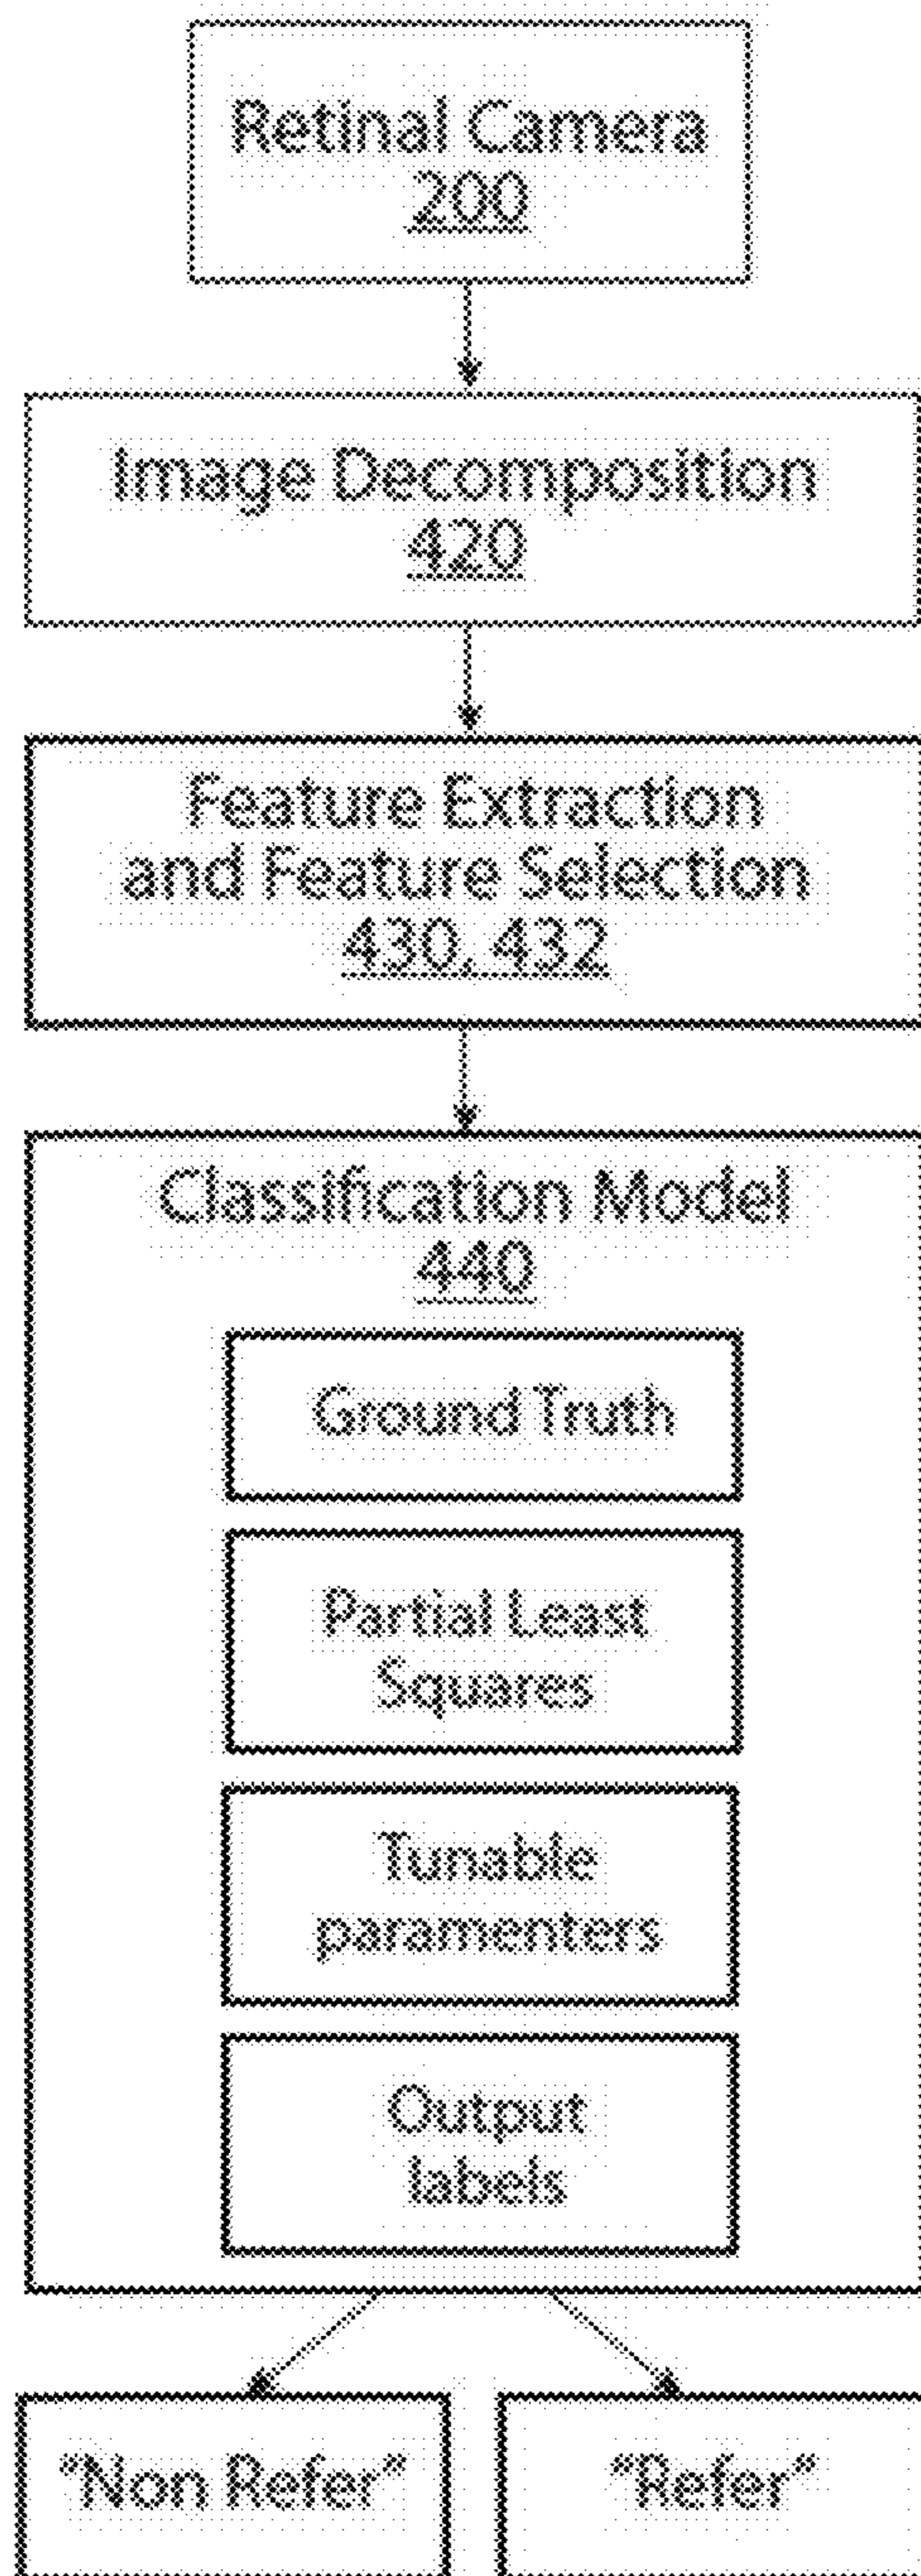 Retinal Camera
200
Image Decomposition
420
Feature Extraction
and Feature Selection
430, 432
Classification Model
440
Ground Truth
Partial Least
Squares
Tunable
paramenters
Output
labels
"Non Refer"
"Refer"